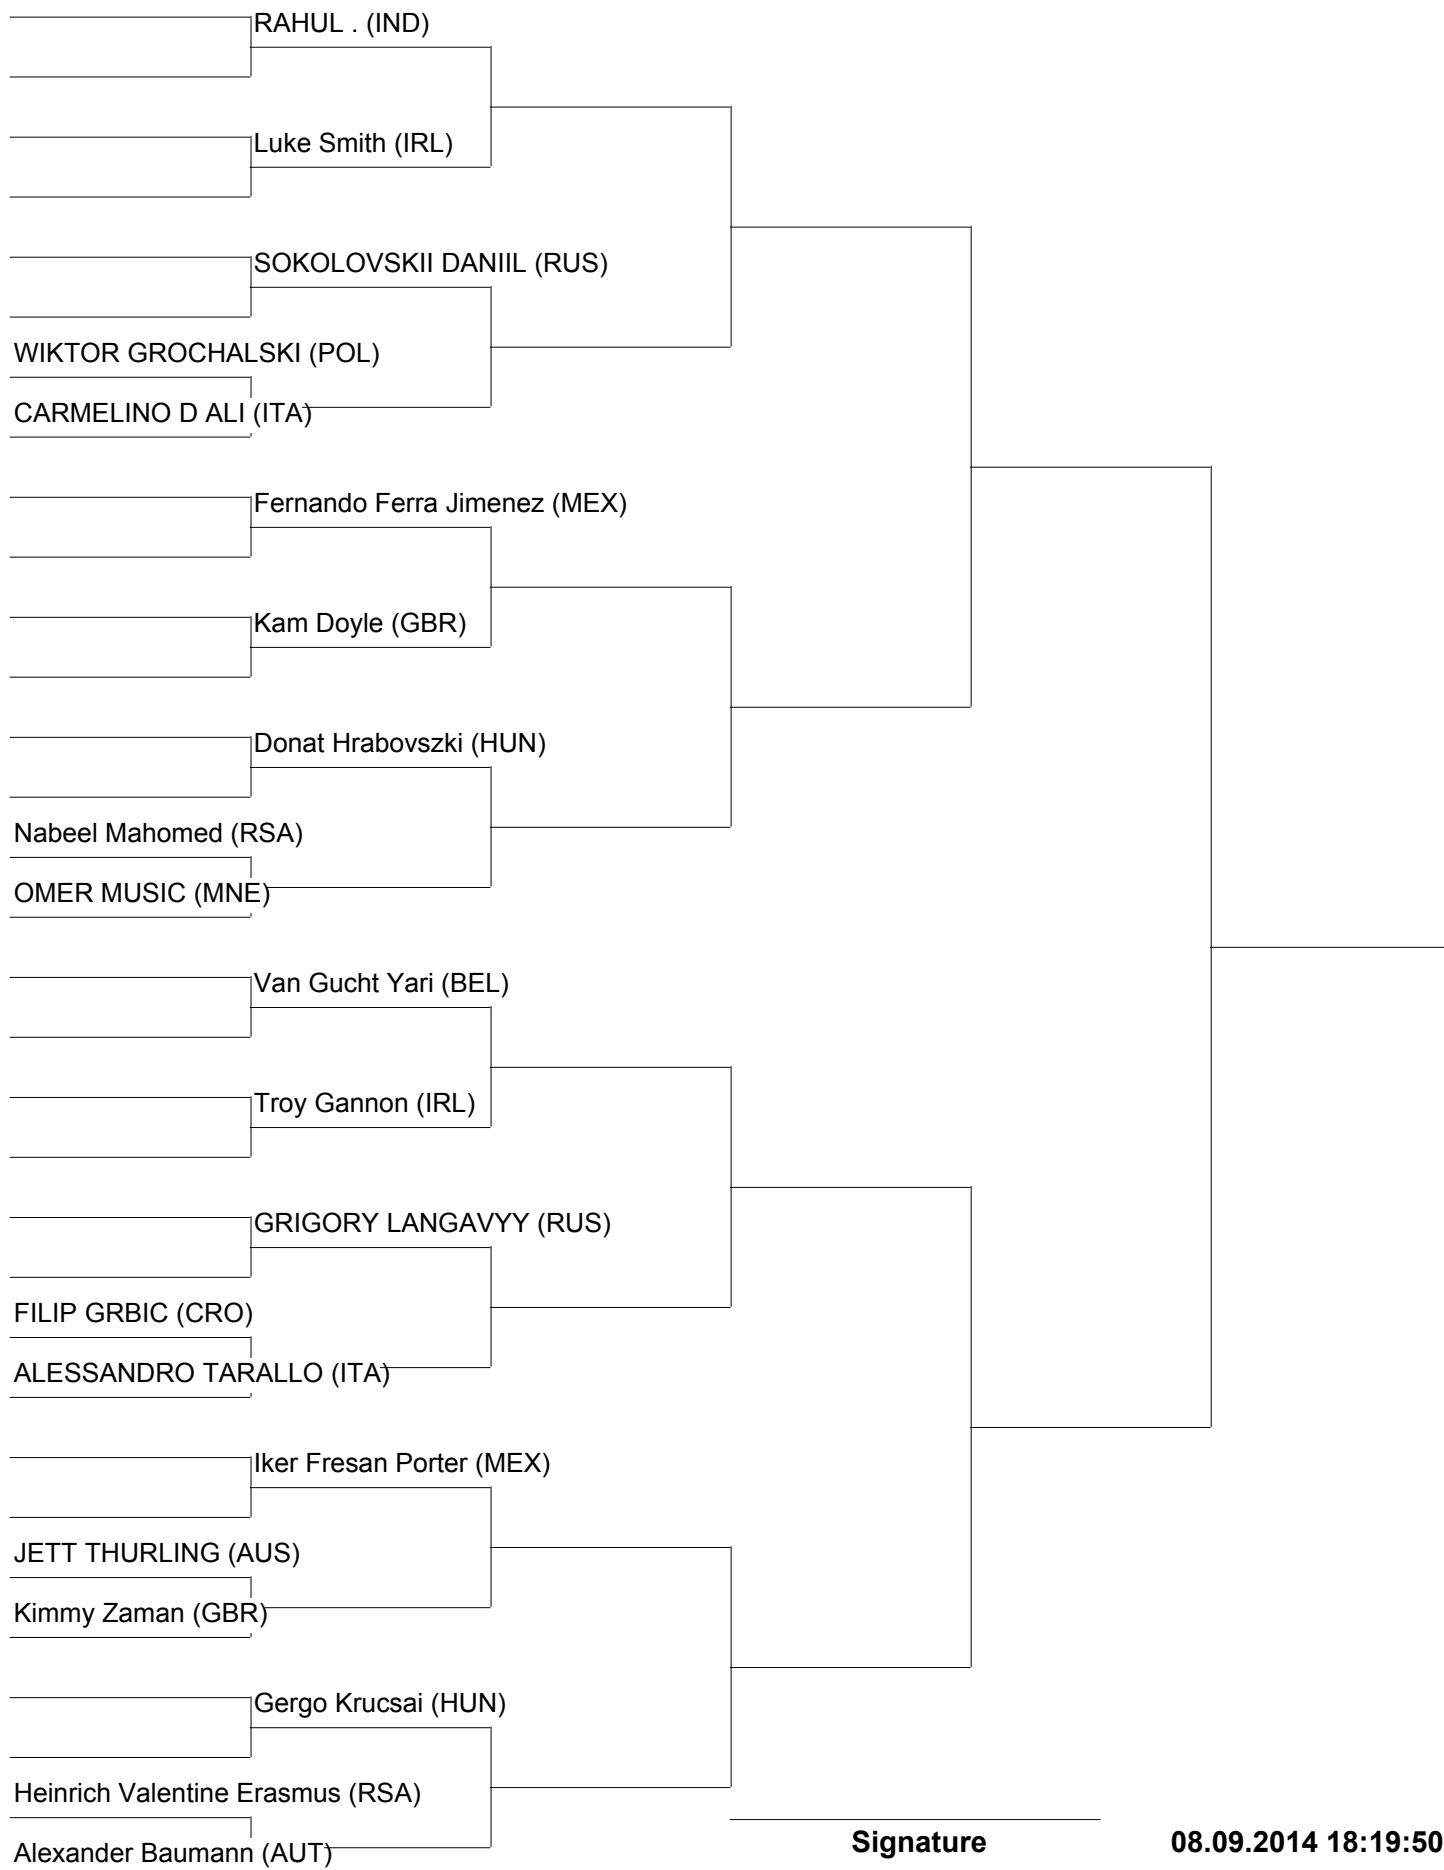 RAHUL . (IND)
Luke Smith (IRL)
SOKOLOVSKII DANIIL (RUS)
WIKTOR GROCHALSKI (POL)
CARMELINO D ALI (ITA)
Fernando Ferra Jimenez (MEX)
Kam Doyle (GBR)
Donat Hrabovszki (HUN)
Nabeel Mahomed (RSA)
OMER MUSIC (MNE)
Van Gucht Yari (BEL)
Troy Gannon (IRL)
GRIGORY LANGAVYY (RUS)
FILIP GRBIC (CRO)
ALESSANDRO TARALLO (ITA)
Iker Fresan Porter (MEX)
JETT THURLING (AUS)
Kimmy Zaman (GBR)
Gergo Krucsai (HUN)
Heinrich Valentine Erasmus (RSA)
Alexander Baumann (AUT)
Signature
08.09.2014 18:19:50